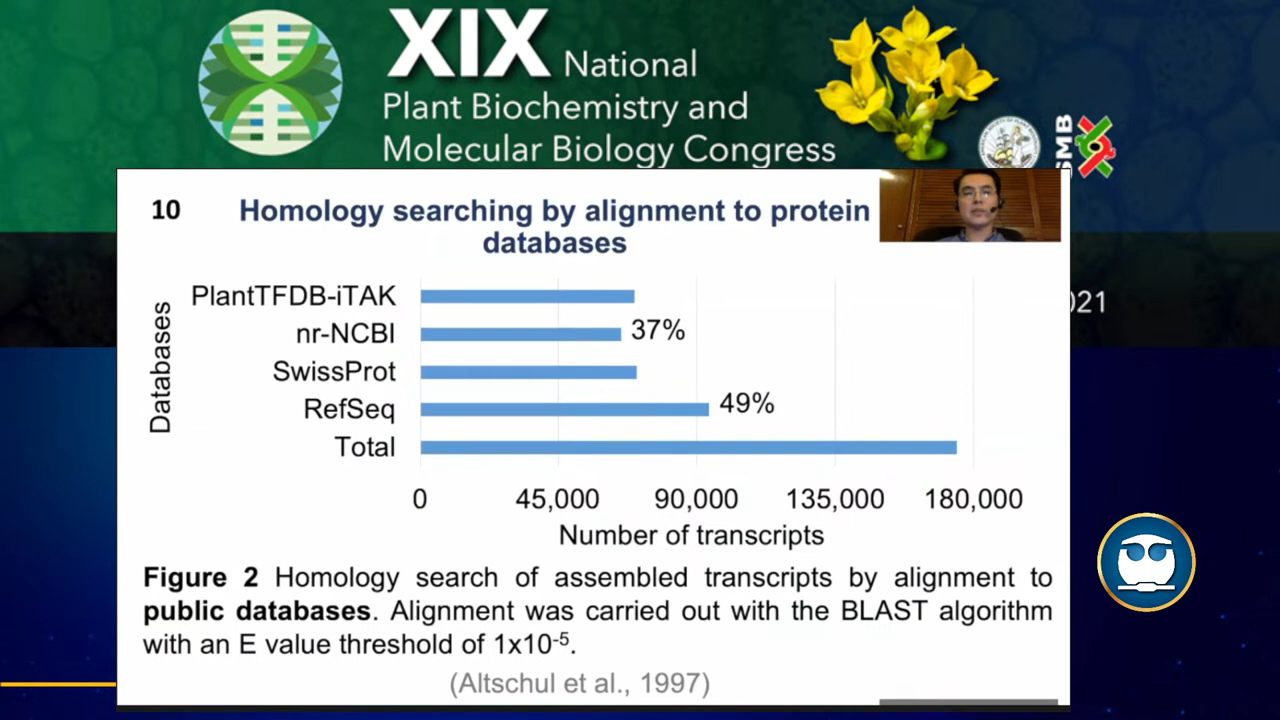 XIX National
Plant Biochemistry and
Molecular Biology Congress
SMB
10
Homology searching by alignment to protein
databases
021
Databases
PlantTFDB-iTAK
nr-NCBI
37%
SwissProt
RefSeq
49%
Total
0 45,000 90,000 135,000 180,000
Number of transcripts
Figure 2 Homology search of assembled transcripts by alignment to
public databases. Alignment was carried out with the BLAST algorithm
with an E value threshold of 1x10⁻⁵.
(Altschul et al., 1997)